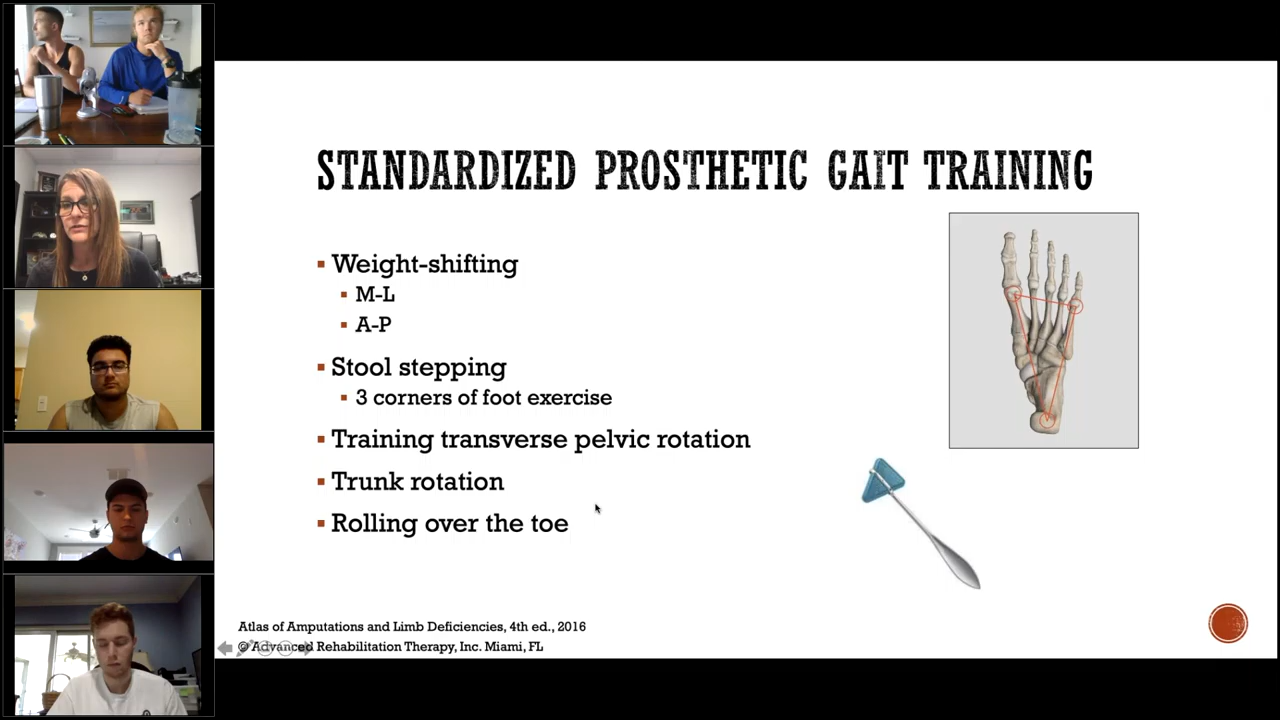 STANDARDIZED PROSTHETIC GAIT TRAINING
Weight-shifting
M-L
A-P
Stool stepping
3 corners of foot exercise
Training transverse pelvic rotation
Trunk rotation
Rolling over the toe
Atlas of Amputations and Limb Deficiencies, 4th ed., 2016
© Advanced Rehabilitation Therapy, Inc. Miami, FL